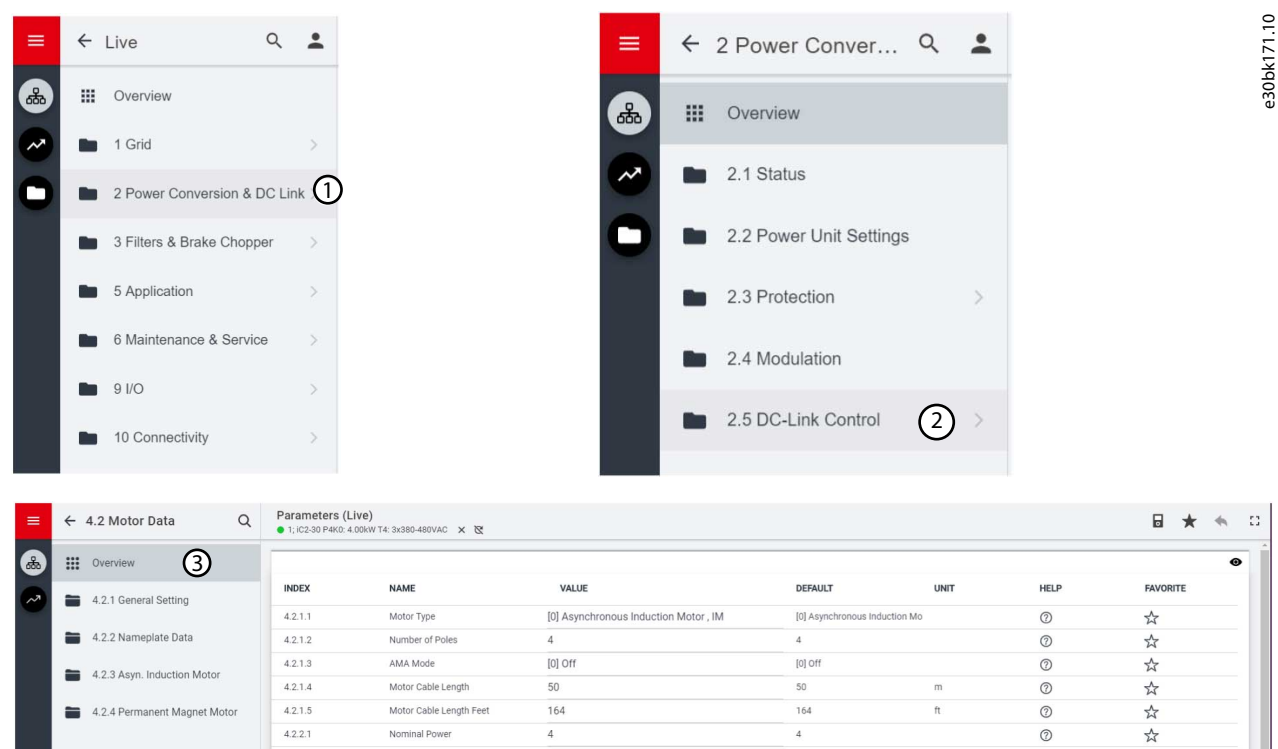 Live
Overview
1 Grid
2 Power Conversion & DC Link
1
3 Filters & Brake Chopper
5 Application
6 Maintenance & Service
9 I/O
10 Connectivity
2 Power Conver...
Overview
2.1 Status
2.2 Power Unit Settings
2.3 Protection
2.4 Modulation
2.5 DC-Link Control
2
e30bk171.10
4.2 Motor Data
Overview
3
4.2.1 General Setting
4.2.2 Nameplate Data
4.2.3 Asyn. Induction Motor
4.2.4 Permanent Magnet Motor
Parameters (Live)
1; iC2-30 P4K0: 4.00kW T4: 3x380-480VAC
INDEX NAME VALUE DEFAULT UNIT HELP FAVORITE
4.2.1.1 Motor Type [0] Asynchronous Induction Motor , IM [0] Asynchronous Induction Mo
4.2.1.2 Number of Poles 4 4
4.2.1.3 AMA Mode [0] Off [0] Off
4.2.1.4 Motor Cable Length 50 50 m
4.2.1.5 Motor Cable Length Feet 164 164 ft
4.2.2.1 Nominal Power 4 4